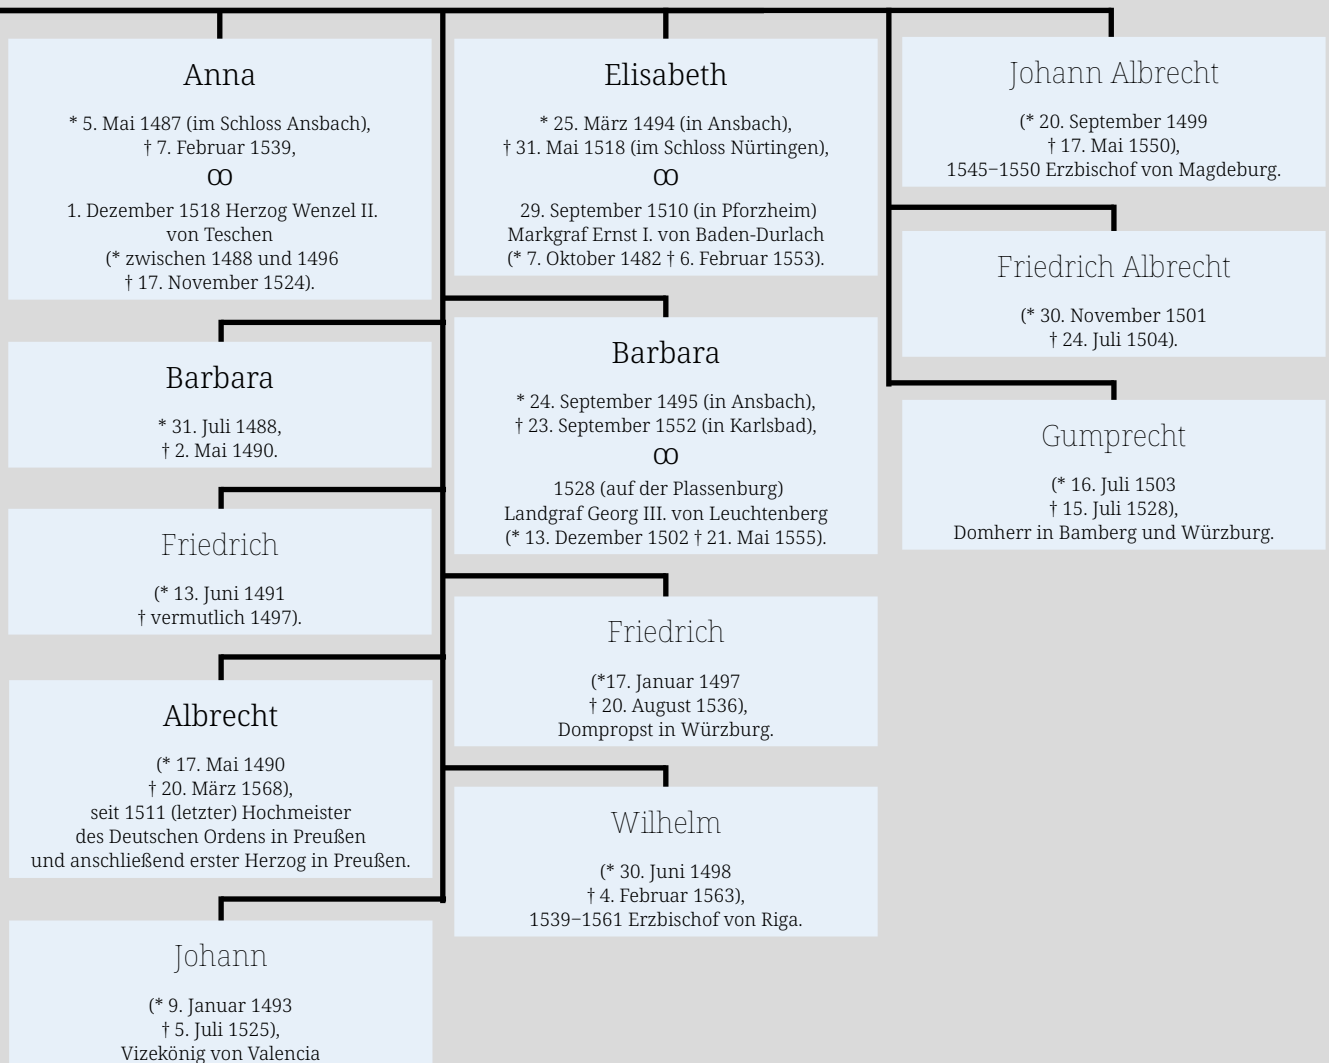 Anna
* 5. Mai 1487 (im Schloss Ansbach),
† 7. Februar 1539,
ꝏ
1. Dezember 1518 Herzog Wenzel II.
von Teschen
(* zwischen 1488 und 1496
† 17. November 1524).
Barbara
* 31. Juli 1488,
† 2. Mai 1490.
Friedrich
(* 13. Juni 1491
† vermutlich 1497).
Albrecht
(* 17. Mai 1490
† 20. März 1568),
seit 1511 (letzter) Hochmeister
des Deutschen Ordens in Preußen
und anschließend erster Herzog in Preußen.
Johann
(* 9. Januar 1493
† 5. Juli 1525),
Vizekönig von Valencia
Elisabeth
* 25. März 1494 (in Ansbach),
† 31. Mai 1518 (im Schloss Nürtingen),
ꝏ
29. September 1510 (in Pforzheim)
Markgraf Ernst I. von Baden-Durlach
(* 7. Oktober 1482 † 6. Februar 1553).
Barbara
* 24. September 1495 (in Ansbach),
† 23. September 1552 (in Karlsbad),
ꝏ
1528 (auf der Plassenburg)
Landgraf Georg III. von Leuchtenberg
(* 13. Dezember 1502 † 21. Mai 1555).
Friedrich
(*17. Januar 1497
† 20. August 1536),
Dompropst in Würzburg.
Wilhelm
(* 30. Juni 1498
† 4. Februar 1563),
1539–1561 Erzbischof von Riga.
Johann Albrecht
(* 20. September 1499
† 17. Mai 1550),
1545–1550 Erzbischof von Magdeburg.
Friedrich Albrecht
(* 30. November 1501
† 24. Juli 1504).
Gumprecht
(* 16. Juli 1503
† 15. Juli 1528),
Domherr in Bamberg und Würzburg.